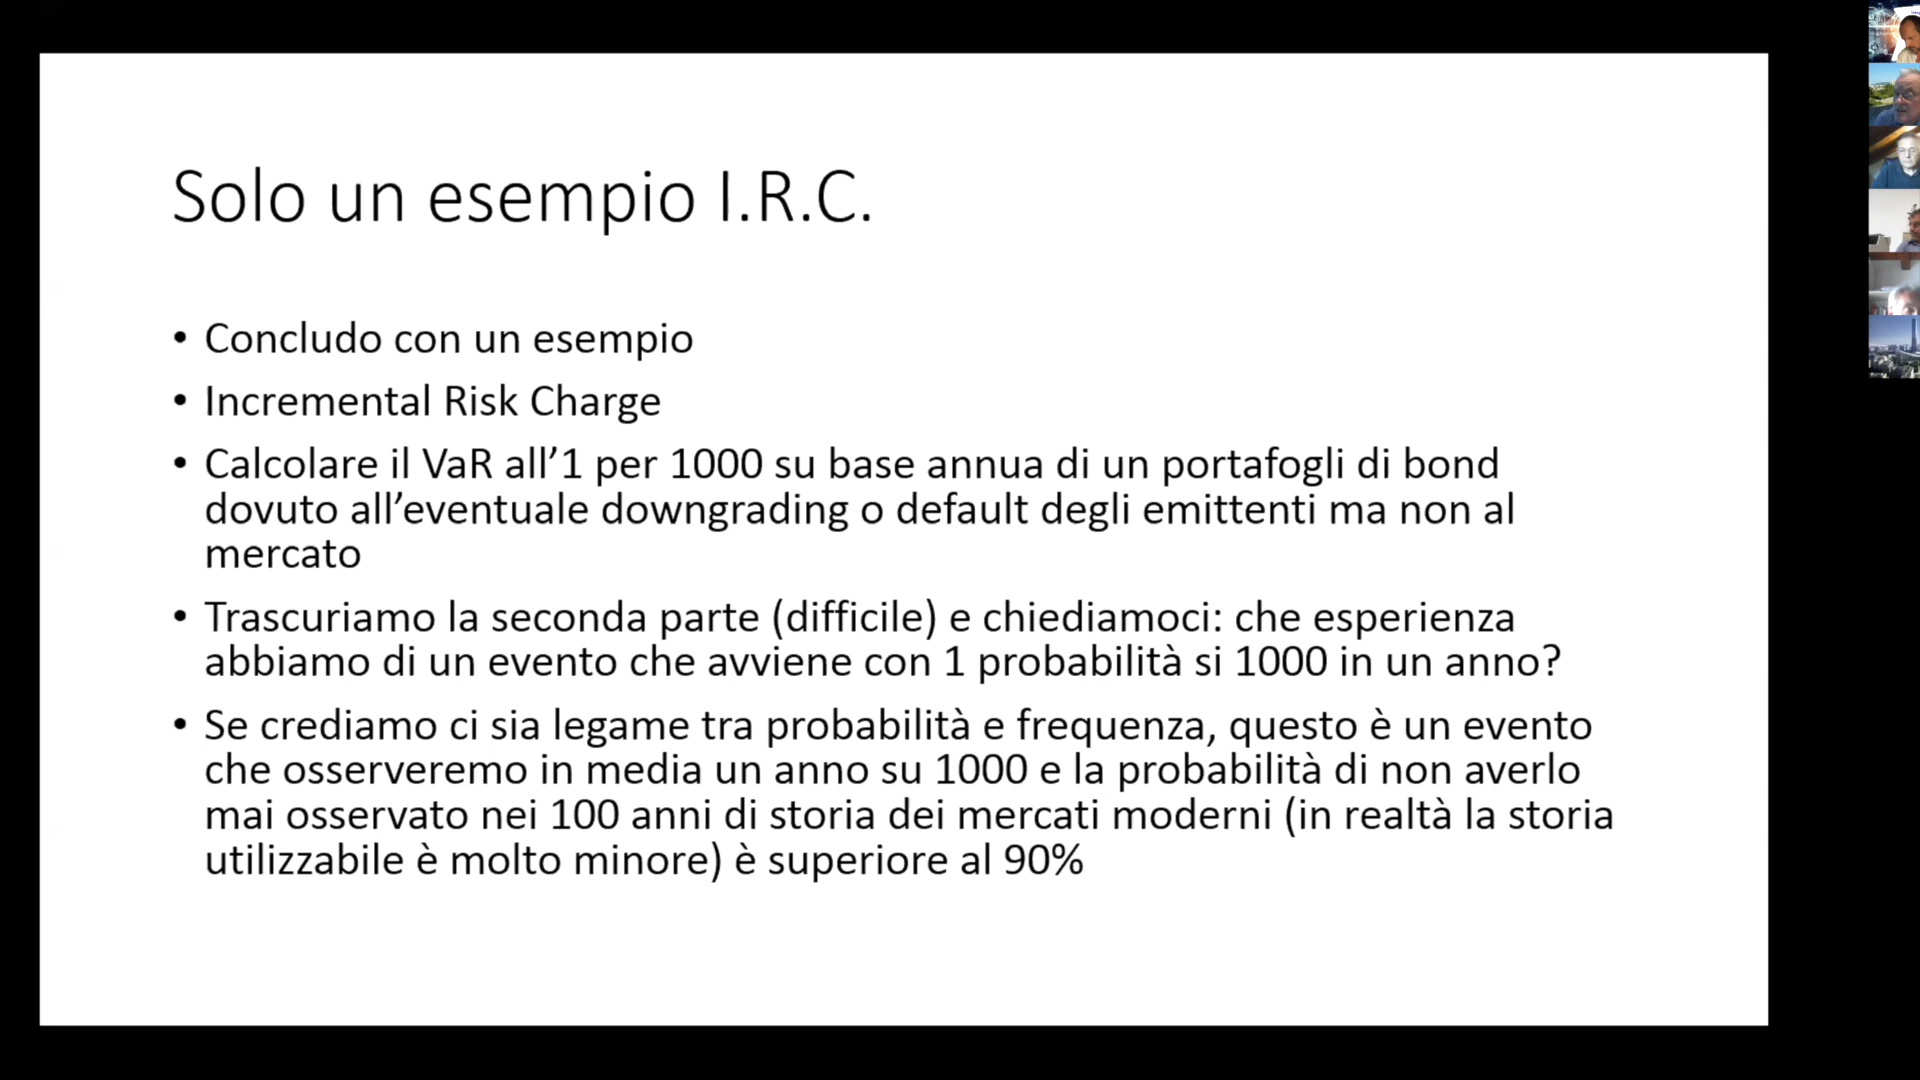 Solo un esempio I.R.C.
• Concludo con un esempio
• Incremental Risk Charge
• Calcolare il VaR all’1 per 1000 su base annua di un portafogli di bond
dovuto all’eventuale downgrading o default degli emittenti ma non al
mercato
• Trascuriamo la seconda parte (difficile) e chiediamoci: che esperienza
abbiamo di un evento che avviene con 1 probabilità si 1000 in un anno?
• Se crediamo ci sia legame tra probabilità e frequenza, questo è un evento
che osserveremo in media un anno su 1000 e la probabilità di non averlo
mai osservato nei 100 anni di storia dei mercati moderni (in realtà la storia
utilizzabile è molto minore) è superiore al 90%